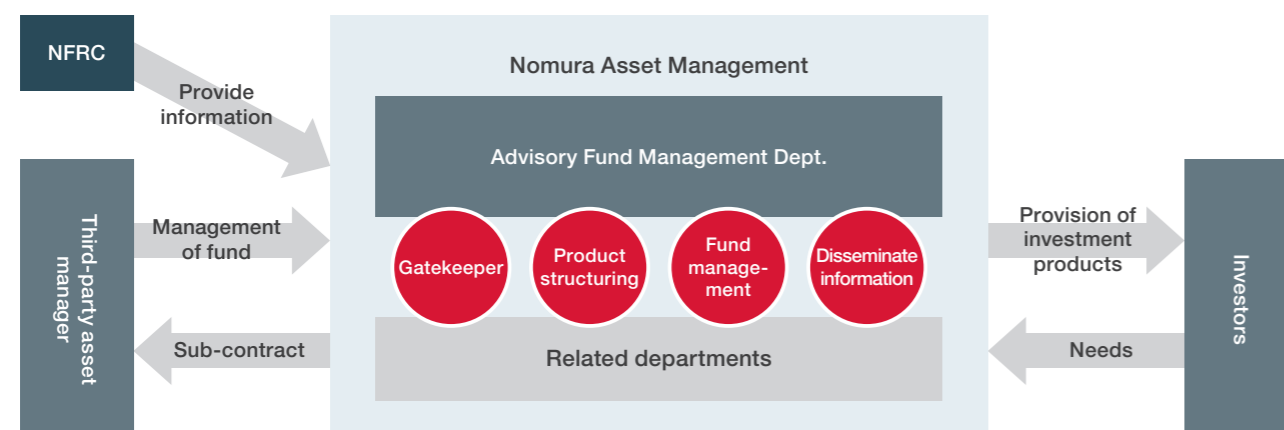 NFRC
Provide
information
Third-party asset
manager
Management
of fund
Sub-contract
Nomura Asset Management
Advisory Fund Management Dept.
Gatekeeper
Product
structuring
Fund
manage-
ment
Disseminate
information
Related departments
Provision of
investment
products
Needs
Investors